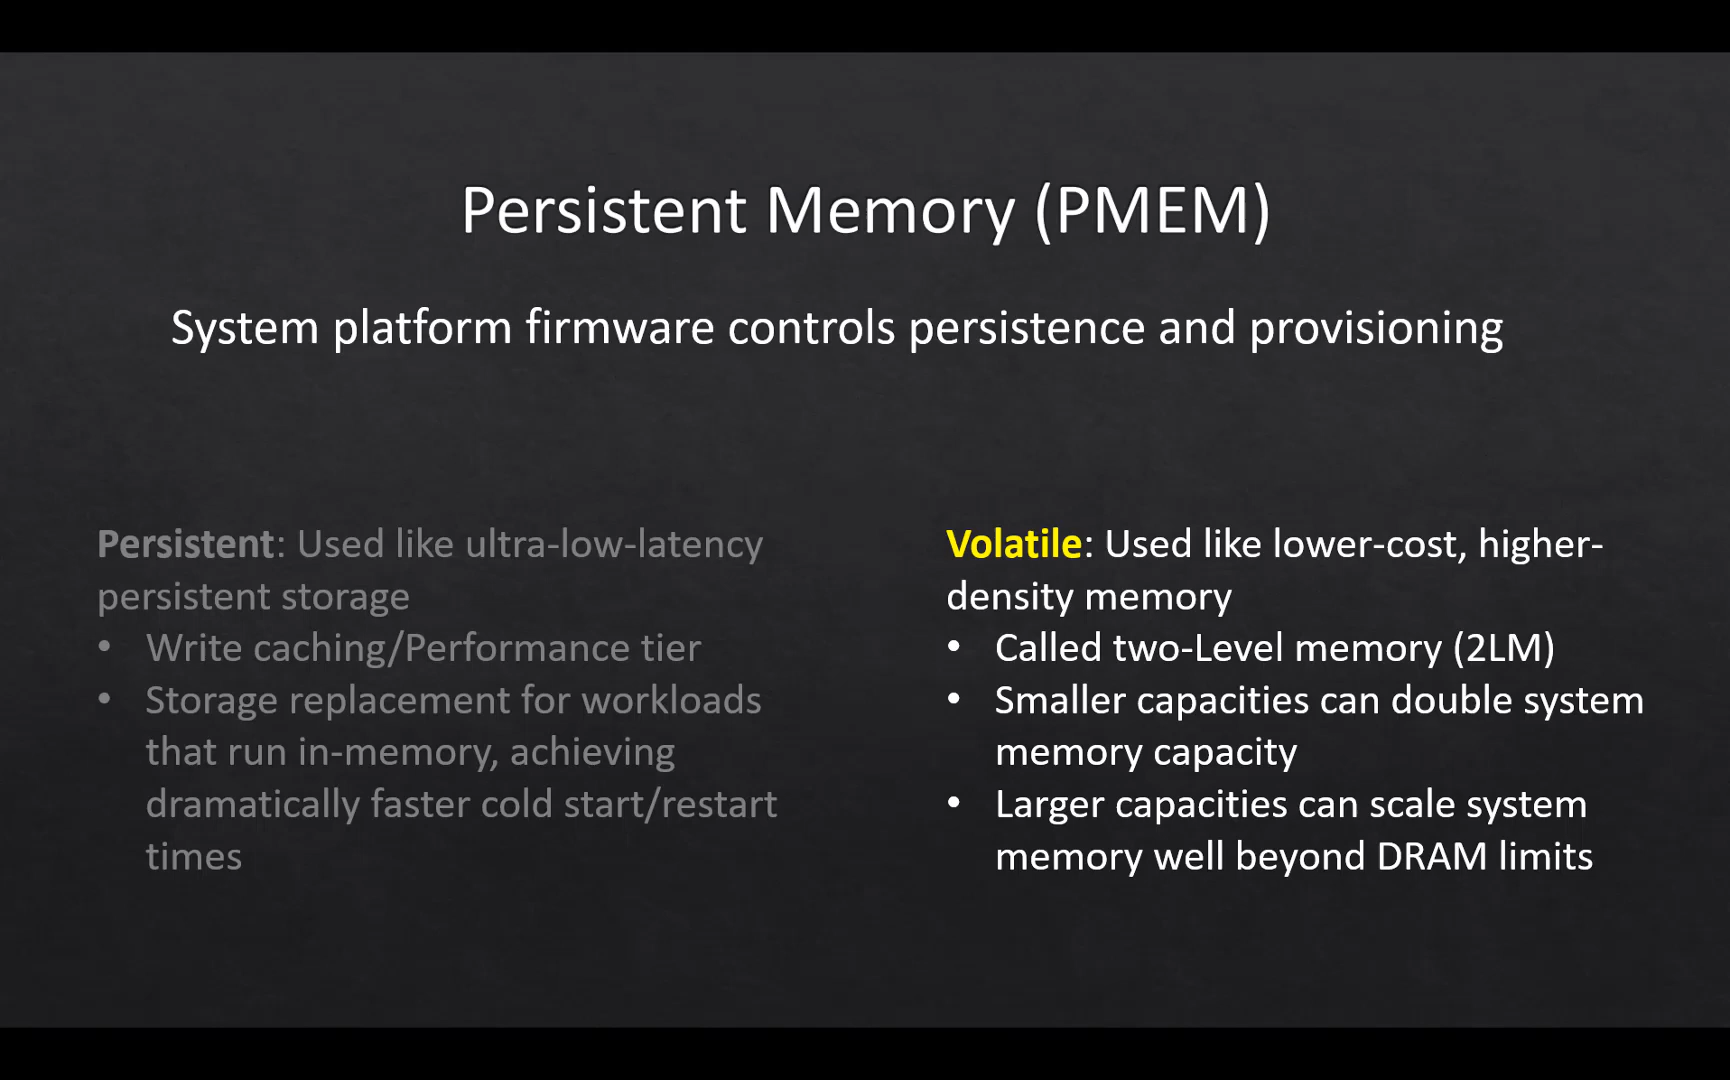 Persistent Memory (PMEM)
System platform firmware controls persistence and provisioning
Persistent: Used like ultra-low-latency
persistent storage
• Write caching/Performance tier
• Storage replacement for workloads
that run in-memory, achieving
dramatically faster cold start/restart
times
Volatile: Used like lower-cost, higher-
density memory
• Called two-Level memory (2LM)
• Smaller capacities can double system
memory capacity
• Larger capacities can scale system
memory well beyond DRAM limits